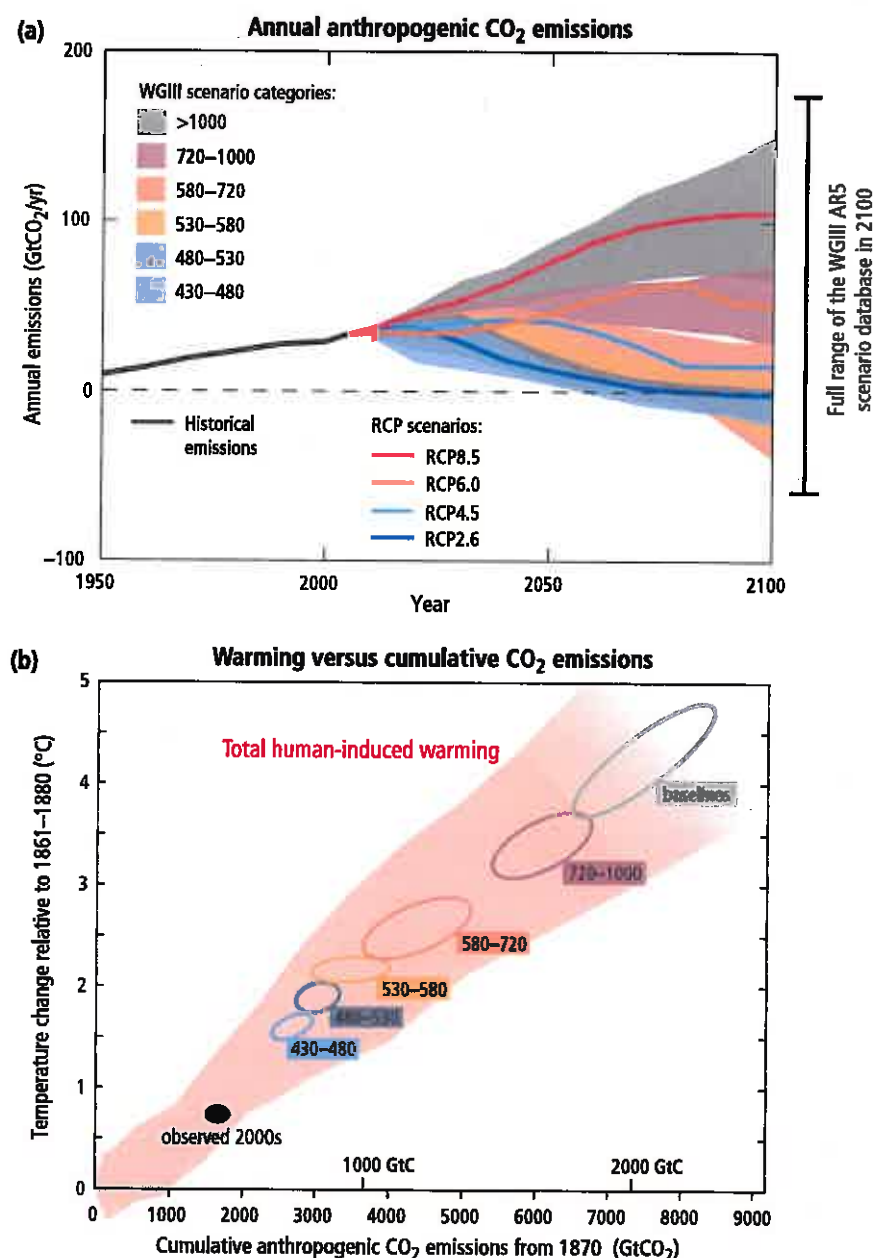 (a)
Annual anthropogenic CO₂ emissions
200
100
0
–100
Annual emissions (GtCO₂/yr)
WGIII scenario categories:
>1000
720–1000
580–720
530–580
480–530
430–480
Historical
emissions
RCP scenarios:
RCP8.5
RCP6.0
RCP4.5
RCP2.6
1950
2000
2050
2100
Year
Full range of the WGIII AR5
scenario database in 2100
(b)
Warming versus cumulative CO₂ emissions
5
4
3
2
1
0
Temperature change relative to 1861–1880 (°C)
Total human-induced warming
baselines
720–1000
580–720
530–580
480–530
430–480
observed 2000s
1000 GtC
2000 GtC
0
1000
2000
3000
4000
5000
6000
7000
8000
9000
Cumulative anthropogenic CO₂ emissions from 1870 (GtCO₂)